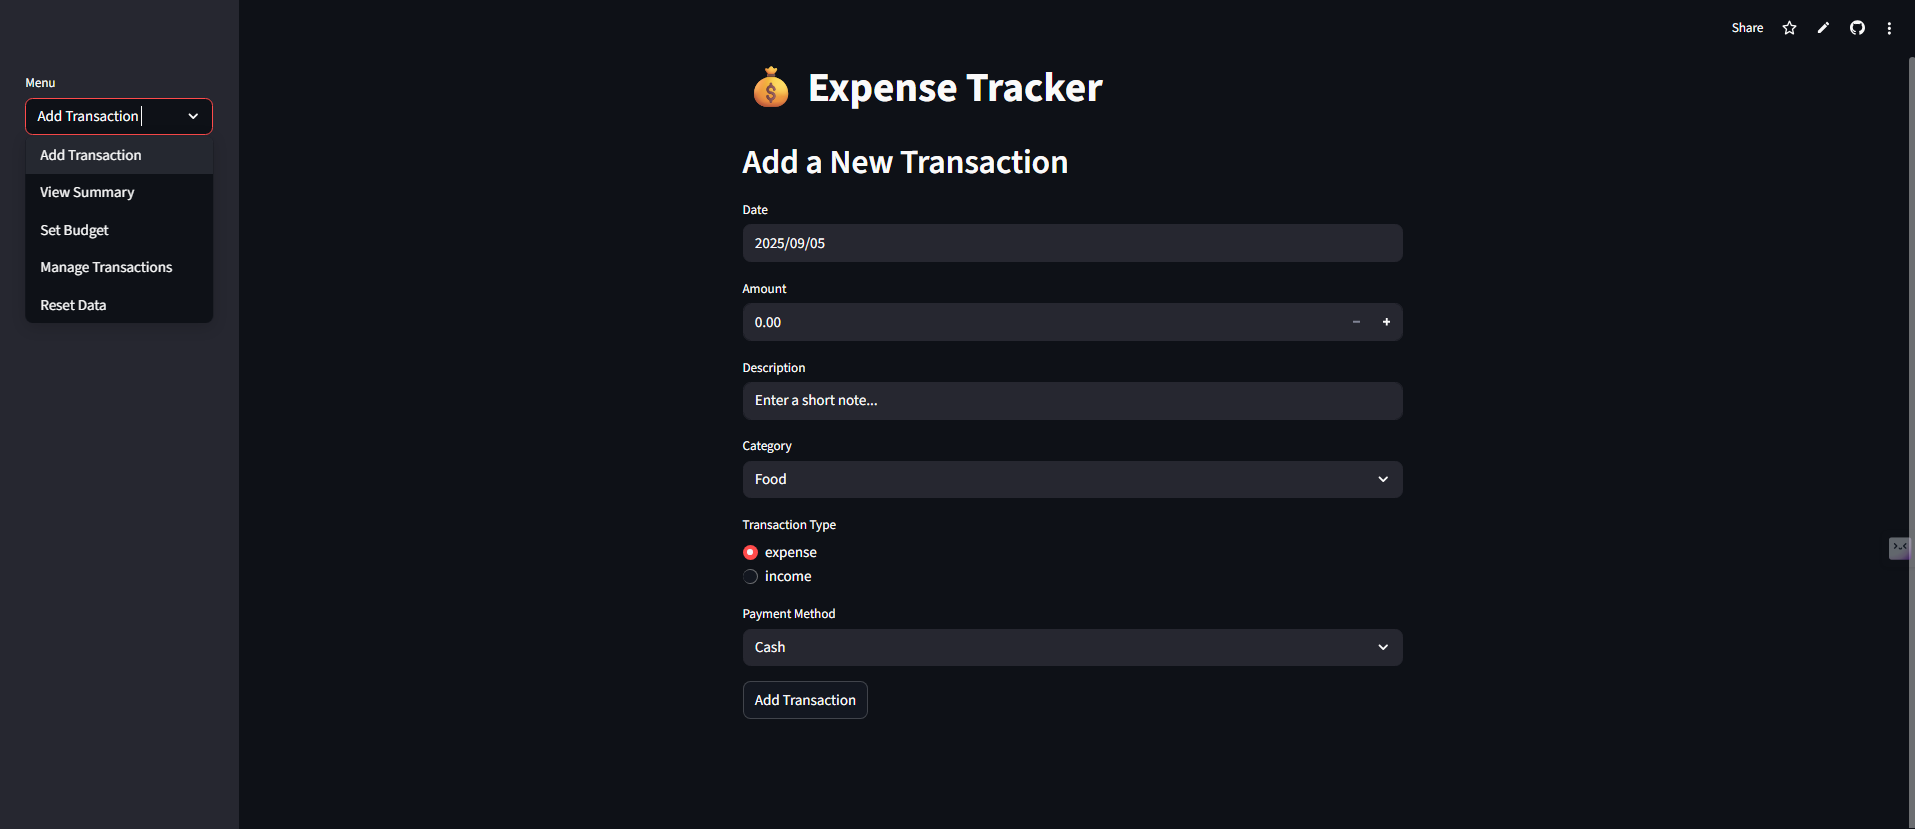 Share
Menu
Add Transaction
Add Transaction
View Summary
Set Budget
Manage Transactions
Reset Data
Expense Tracker
Add a New Transaction
Date
2025/09/05
Amount
0.00
Description
Enter a short note...
Category
Food
Transaction Type
expense
income
Payment Method
Cash
Add Transaction